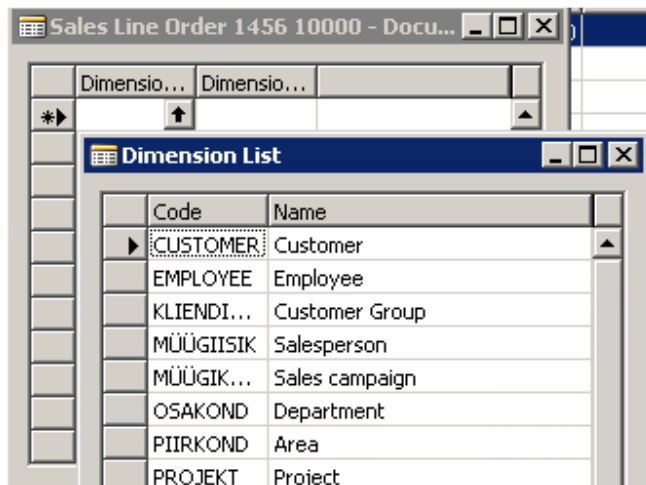 Sales Line Order 1456 10000 - Docu...
Dimensio... Dimensio...
Dimension List
Code Name
CUSTOMER Customer
EMPLOYEE Employee
KLIENDI... Customer Group
MÜÜGIISIK Salesperson
MÜÜGIK... Sales campaign
OSAKOND Department
PIIRKOND Area
PROJEKT Project